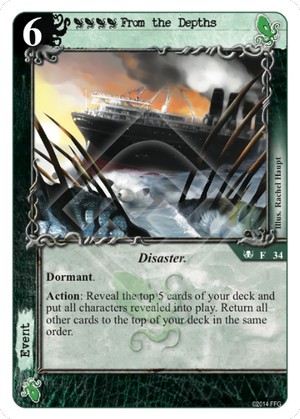 6
From the Depths
Illus. Rachel Haupt
Disaster.
F 34
Dormant.
Action: Reveal the top 5 cards of your deck and
put all characters revealed into play. Return all
other cards to the top of your deck in the same
order.
Event
©2014 FFG